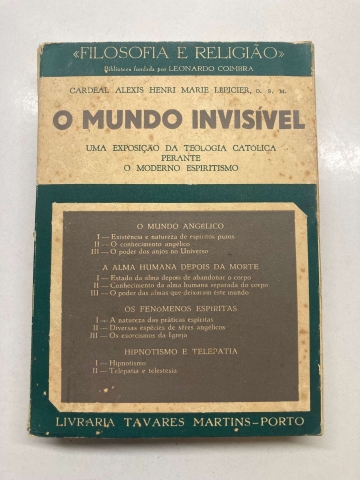 «FILOSOFIA E RELIGIÃO»
Biblioteca fundada por LEONARDO COIMBRA
CARDEAL ALEXIS HENRI MARIE LEPICIER, O. S. M.
O MUNDO INVISÍVEL
UMA EXPOSIÇÃO DA TEOLOGIA CATÓLICA
PERANTE
O MODERNO ESPIRITISMO
O MUNDO ANGÉLICO
I — Existência e natureza de espíritos puros.
II — O conhecimento angélico
III — O poder dos anjos no Universo
A ALMA HUMANA DEPOIS DA MORTE
I — Estado da alma depois de abandonar o corpo
II — Conhecimento da alma humana separada do corpo
III — O poder das almas que deixaram êste mundo
OS FENÓMENOS ESPÍRITAS
I — A natureza das práticas espíritas
II — Diversas espécies de sêres angélicos
III — Os exorcismos da Igreja
HIPNOTISMO E TELEPATIA
I — Hipnotismo
II — Telepatia e telestesia
LIVRARIA TAVARES MARTINS-PORTO